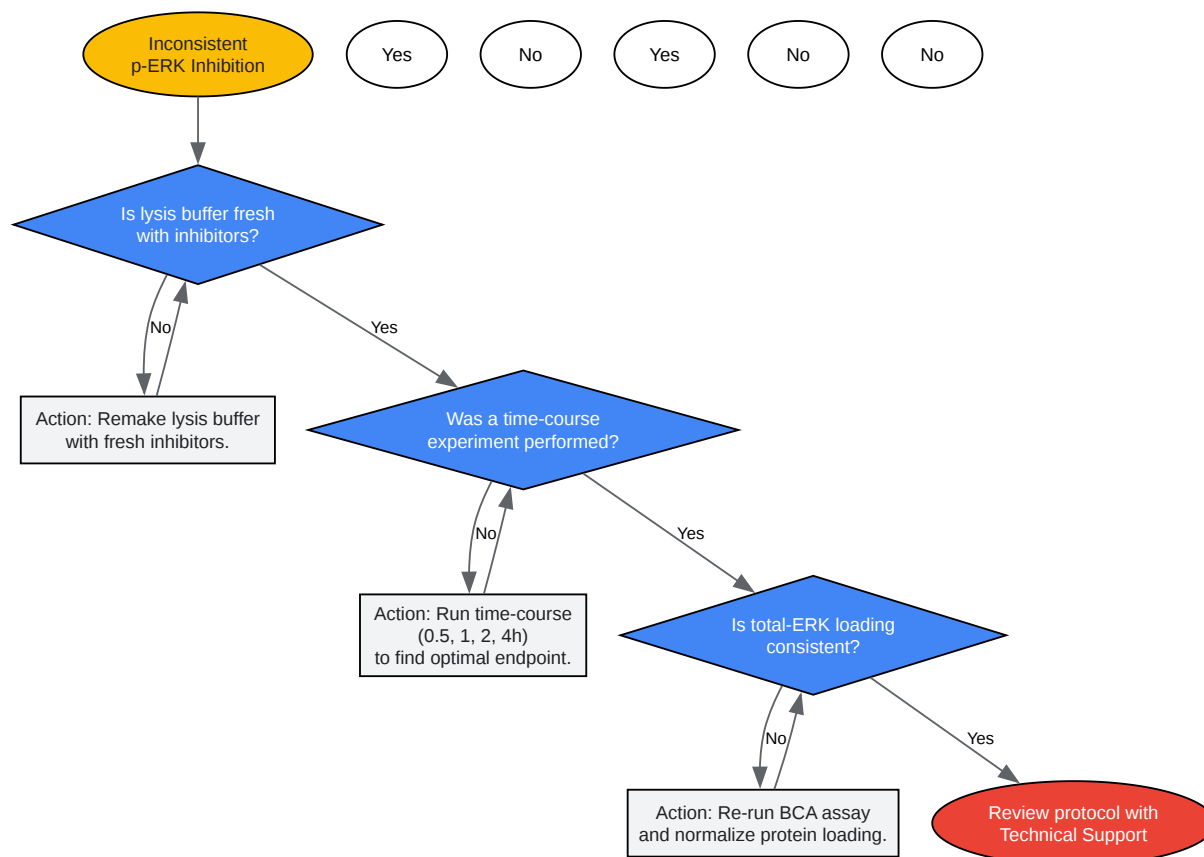 Inconsistent
p-ERK Inhibition
Yes
No
Yes
No
No
Is lysis buffer fresh
with inhibitors?
No
Yes
Action: Remake lysis buffer
with fresh inhibitors.
Was a time-course
experiment performed?
No
Yes
Action: Run time-course
(0.5, 1, 2, 4h)
to find optimal endpoint.
Is total-ERK loading
consistent?
No
Yes
Action: Re-run BCA assay
and normalize protein loading.
Review protocol with
Technical Support